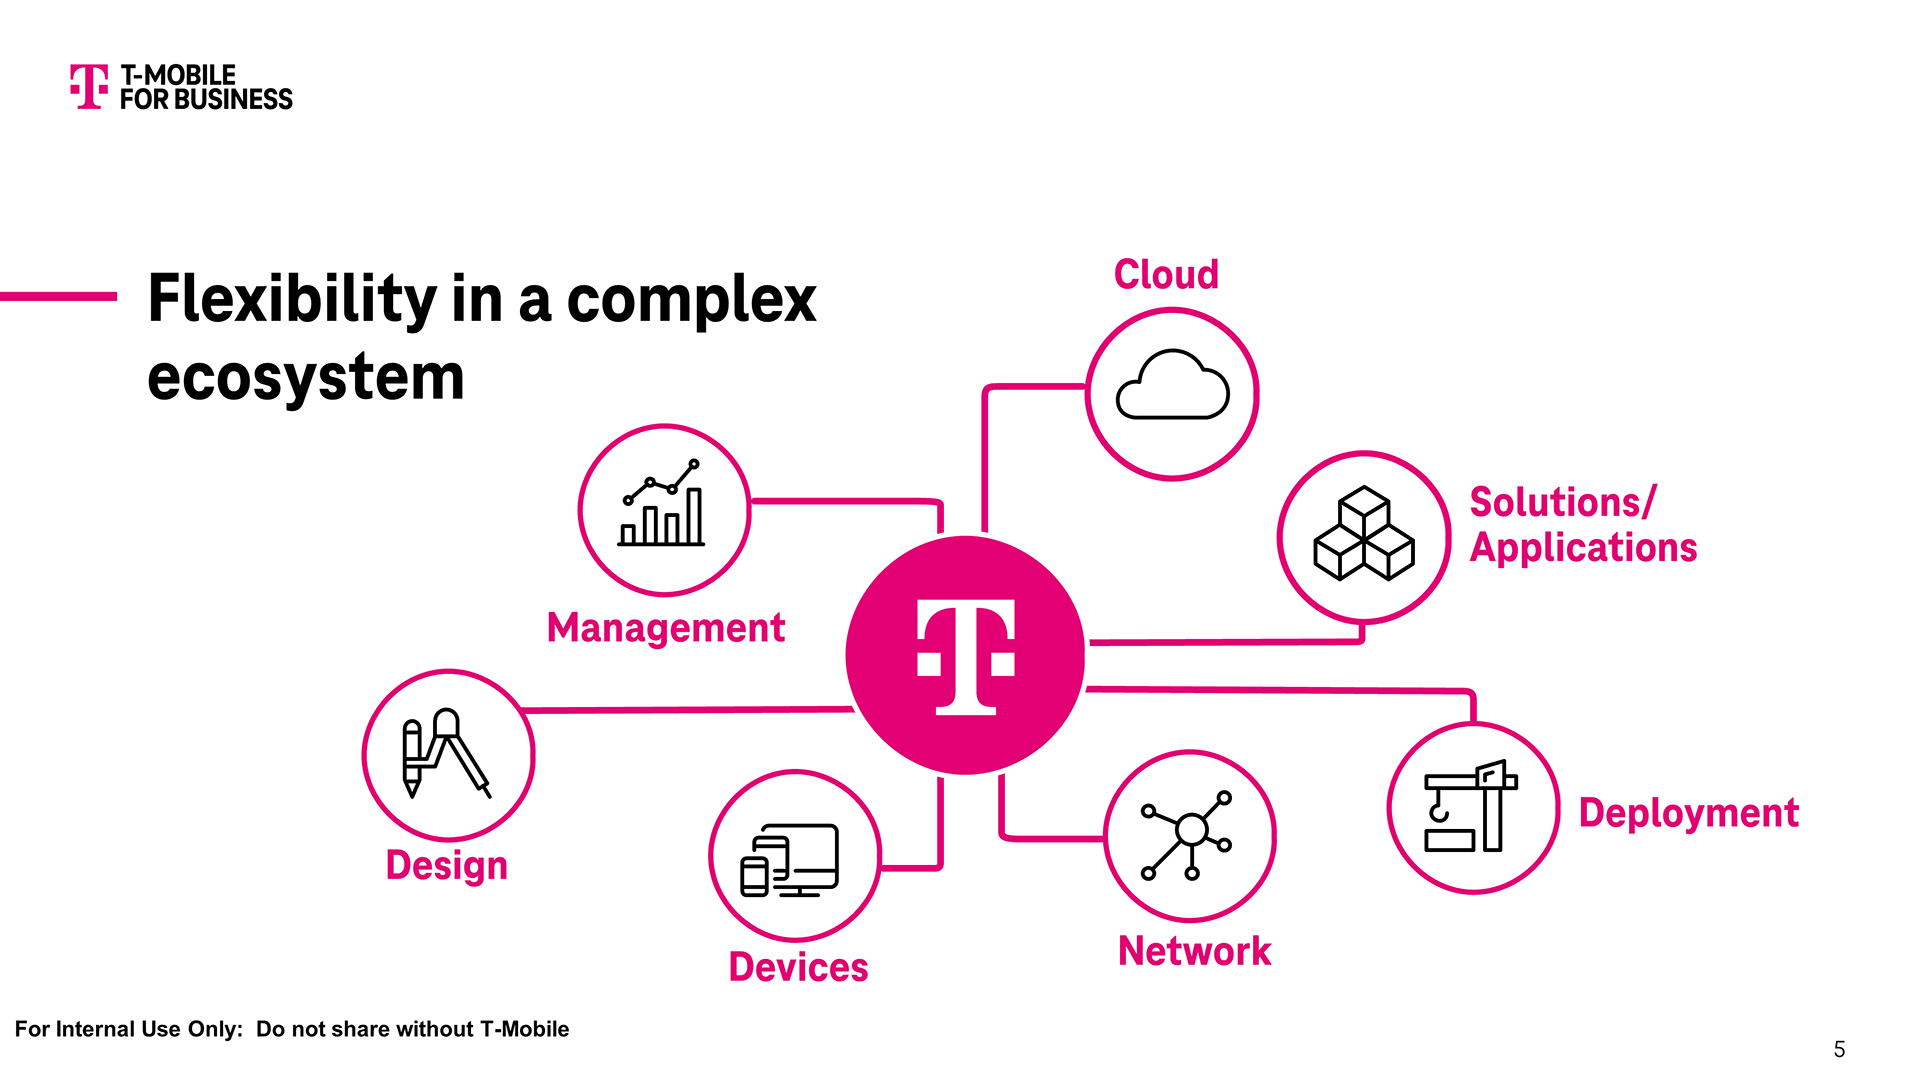 T-MOBILE
FOR BUSINESS
Flexibility in a complex
ecosystem
Cloud
Solutions/
Applications
Management
Deployment
Design
Network
Devices
For Internal Use Only:  Do not share without T-Mobile
5